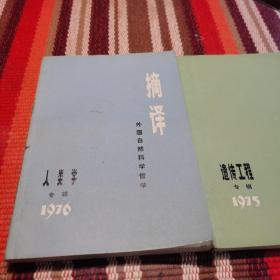 摘译
外国自然科学哲学
人类学
专辑
1976
遗传工程
专辑
1975